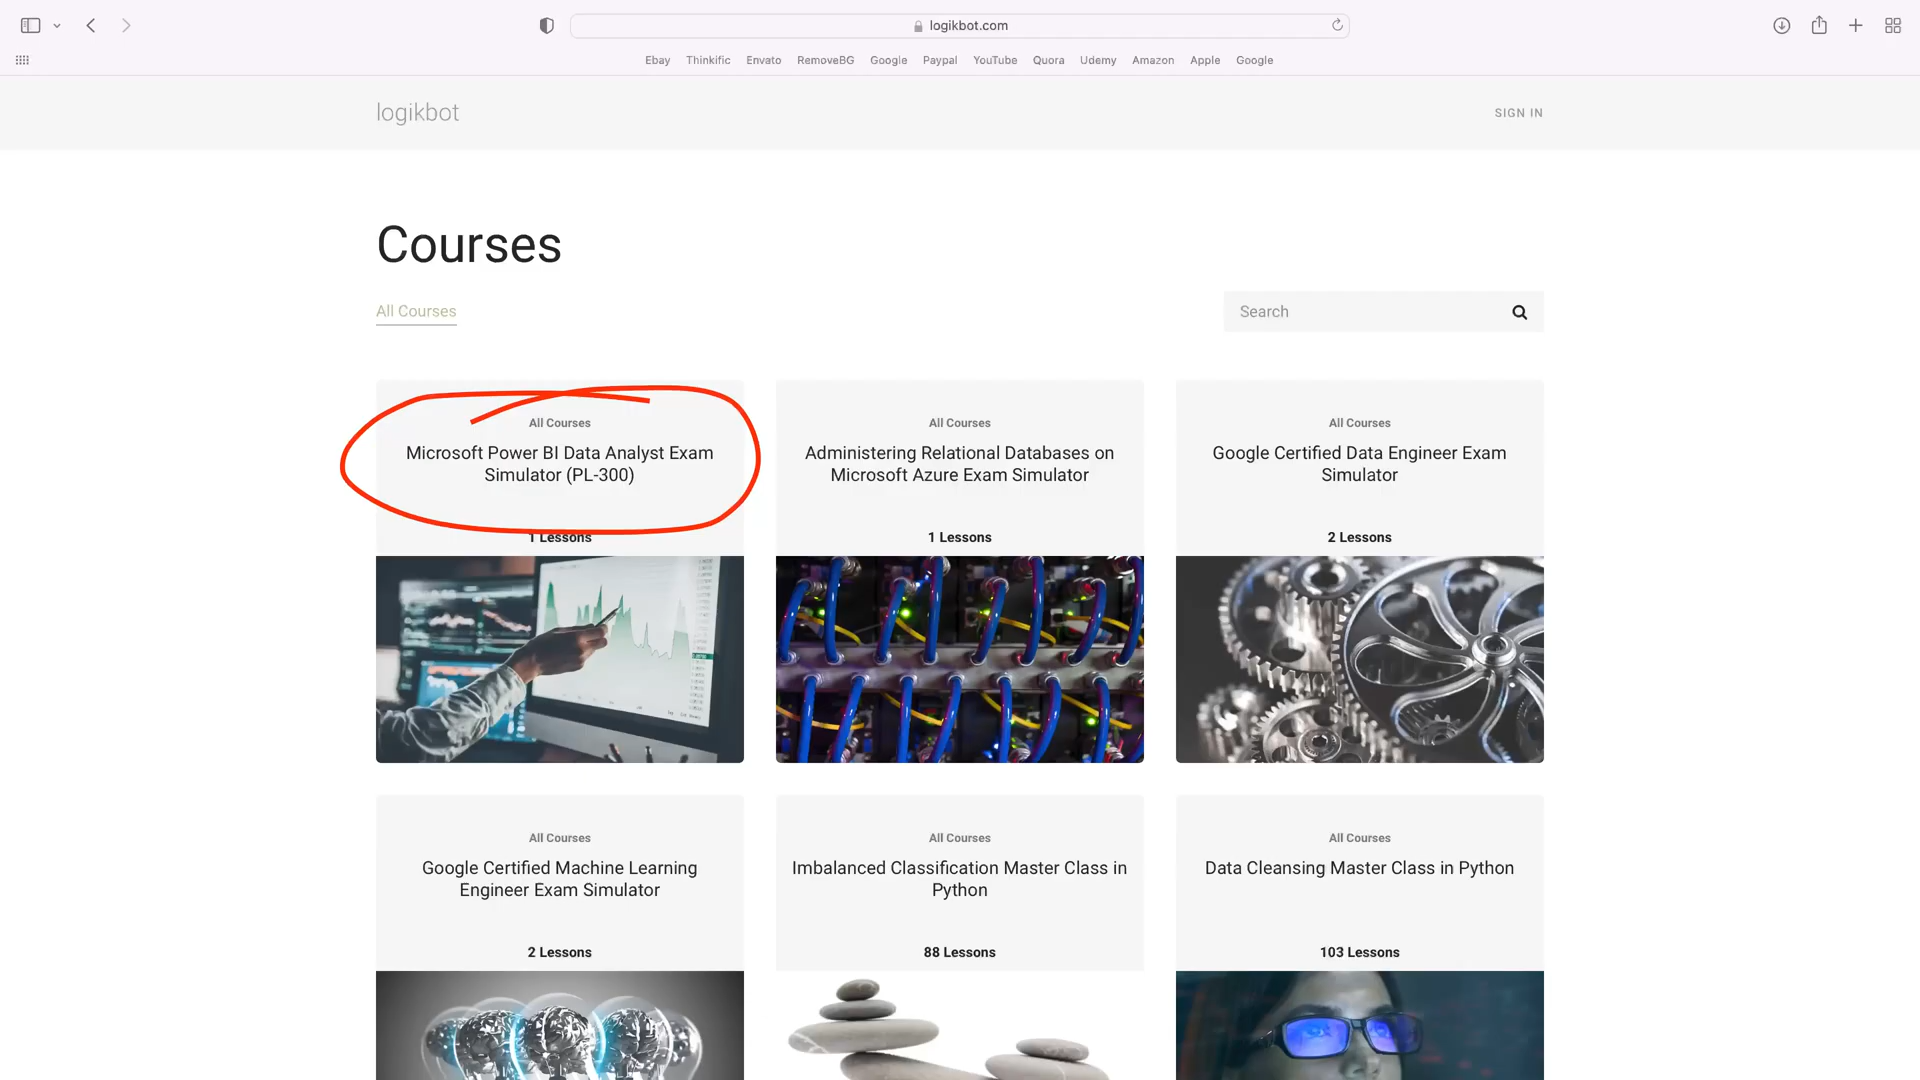 logikbot.com
Ebay Thinkific Envato RemoveBG Google Paypal YouTube Quora Udemy Amazon Apple Google
logikbot
SIGN IN
Courses
All Courses
Search
All Courses
Microsoft Power BI Data Analyst Exam
Simulator (PL-300)
1 Lessons
All Courses
Administering Relational Databases on
Microsoft Azure Exam Simulator
1 Lessons
All Courses
Google Certified Data Engineer Exam
Simulator
2 Lessons
All Courses
Google Certified Machine Learning
Engineer Exam Simulator
2 Lessons
All Courses
Imbalanced Classification Master Class in
Python
88 Lessons
All Courses
Data Cleansing Master Class in Python
103 Lessons